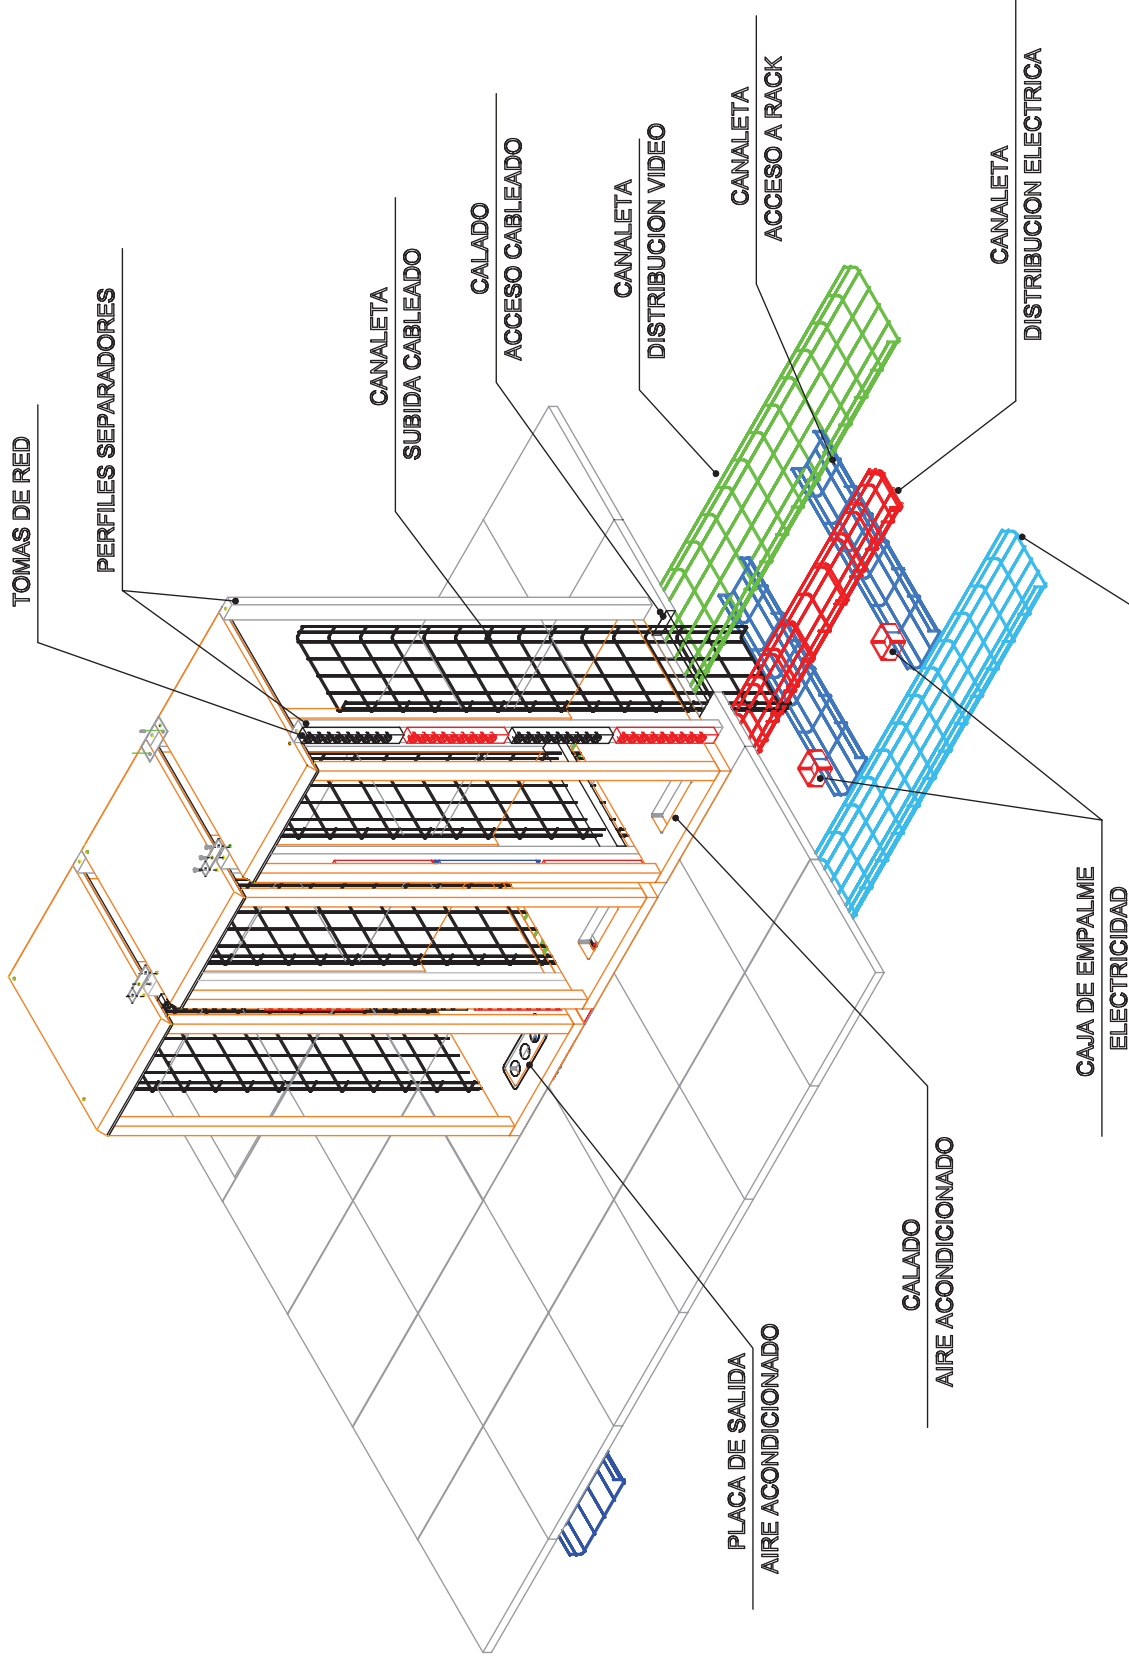 TOMAS DE RED
PERFILES SEPARADORES
CANALETA
SUBIDA CABLEADO
CALADO
ACCESO CABLEADO
CANALETA
DISTRIBUCION VIDEO
CANALETA
ACCESO A RACK
CANALETA
DISTRIBUCION ELECTRICA
PLACA DE SALIDA
AIRE ACONDICIONADO
CALADO
AIRE ACONDICIONADO
CAJA DE EMPALME
ELECTRICIDAD